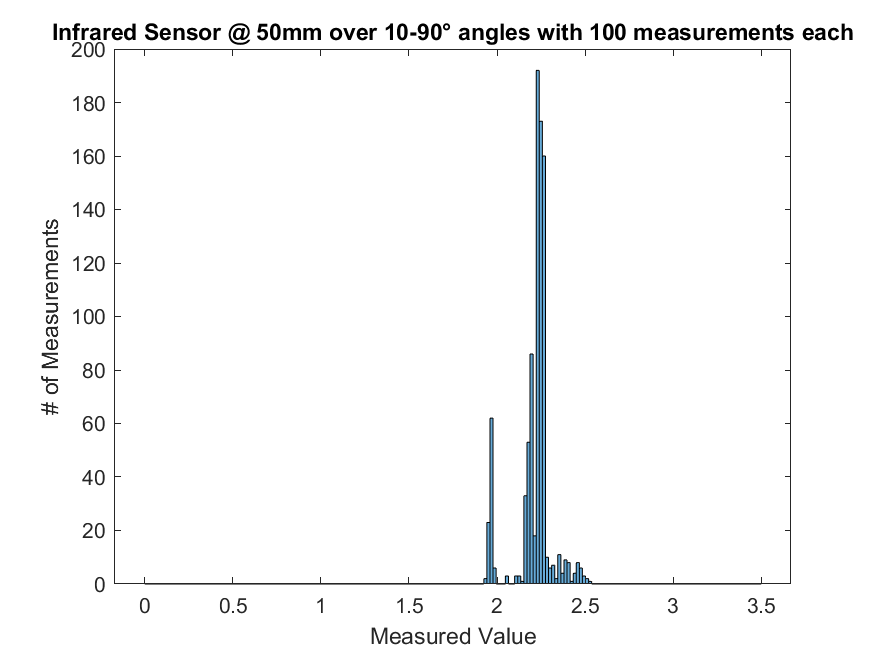 Infrared Sensor @ 50mm over 10-90° angles with 100 measurements each
200
180
160
140
120
100
80
60
40
20
0
# of Measurements
0 0.5 1 1.5 2 2.5 3 3.5
Measured Value